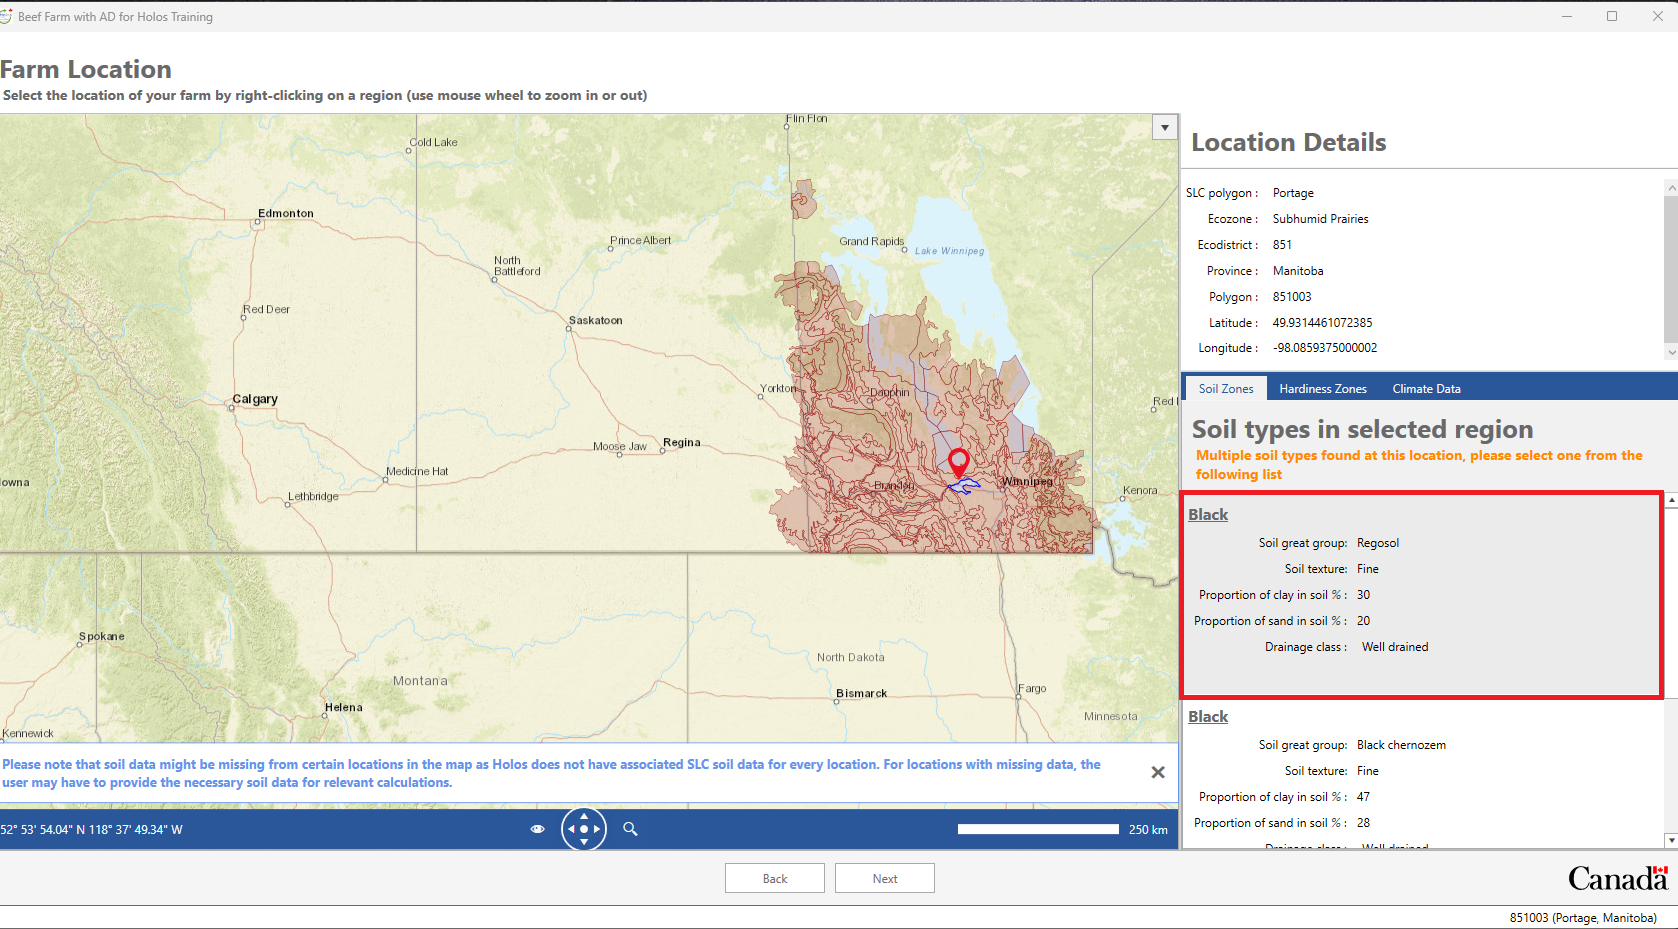 Beef Farm with AD for Holos Training
Farm Location
Select the location of your farm by right-clicking on a region (use mouse wheel to zoom in or out)
Flin Flon
Cold Lake
Edmonton
Prince Albert
Grand Rapids
Lake Winnipeg
North
Battleford
Red Deer
Saskatoon
Yorkton
Dauphin
Calgary
Red
Moose Jaw
Regina
Medicine Hat
Brandon
Winnipeg
Kenora
lowna
Lethbridge
Spokane
North Dakota
Montana
Bismarck
Fargo
Helena
Minnesota
Kennewick
Please note that soil data might be missing from certain locations in the map as Holos does not have associated SLC soil data for every location. For locations with missing data, the
user may have to provide the necessary soil data for relevant calculations.
52° 53' 54.04" N 118° 37' 49.34" W
250 km
Location Details
SLC polygon : Portage
Ecozone : Subhumid Prairies
Ecodistrict : 851
Province : Manitoba
Polygon : 851003
Latitude : 49.9314461072385
Longitude : -98.0859375000002
Soil Zones Hardiness Zones Climate Data
Soil types in selected region
Multiple soil types found at this location, please select one from the
following list
Black
Soil great group: Regosol
Soil texture: Fine
Proportion of clay in soil % : 30
Proportion of sand in soil % : 20
Drainage class : Well drained
Black
Soil great group: Black chernozem
Soil texture: Fine
Proportion of clay in soil % : 47
Proportion of sand in soil % : 28
Drainage class : Well drained
Back Next
Canada
851003 (Portage, Manitoba)